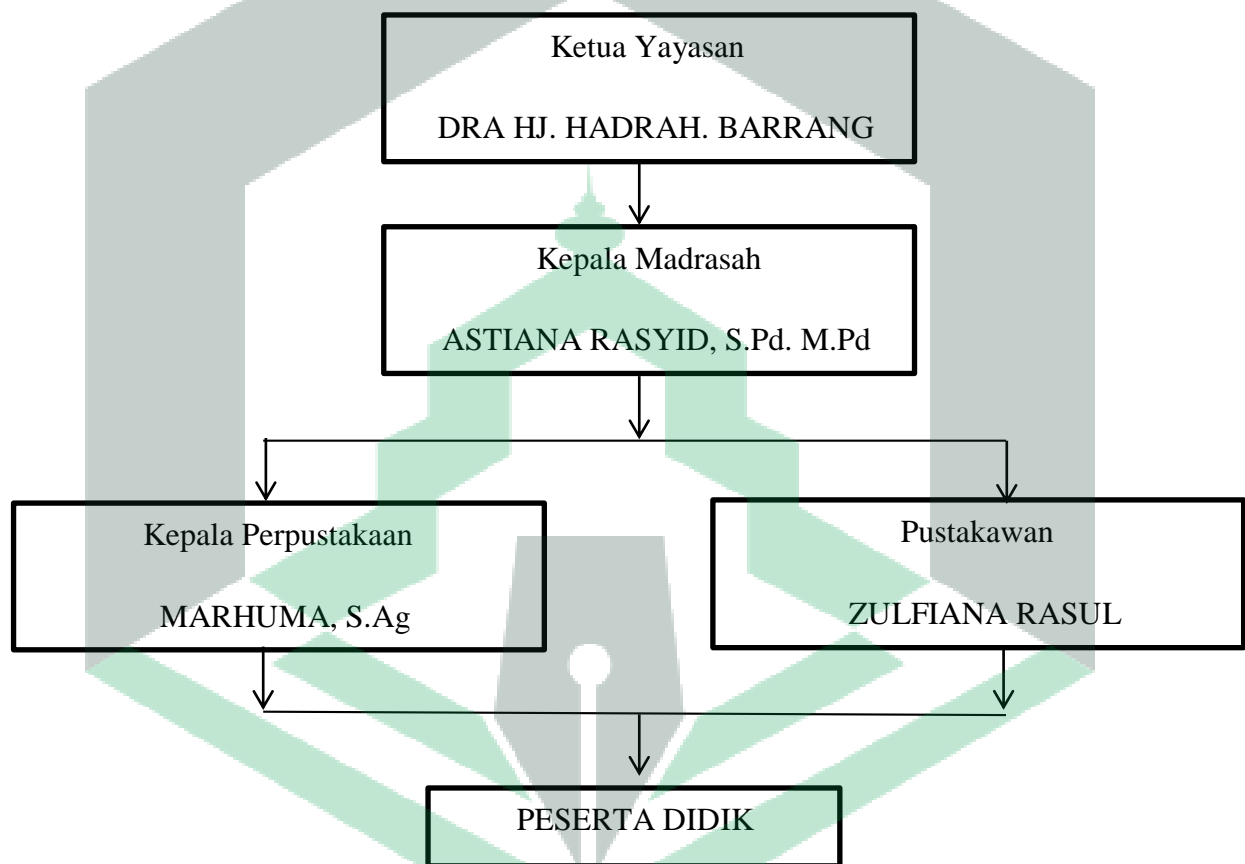 Ketua Yayasan
DRA HJ. HADRAH. BARRANG
Kepala Madrasah
ASTIANA RASYID, S.Pd. M.Pd
Kepala Perpustakaan
MARHUMA, S.Ag
Pustakawan
ZULFIANA RASUL
PESERTA DIDIK